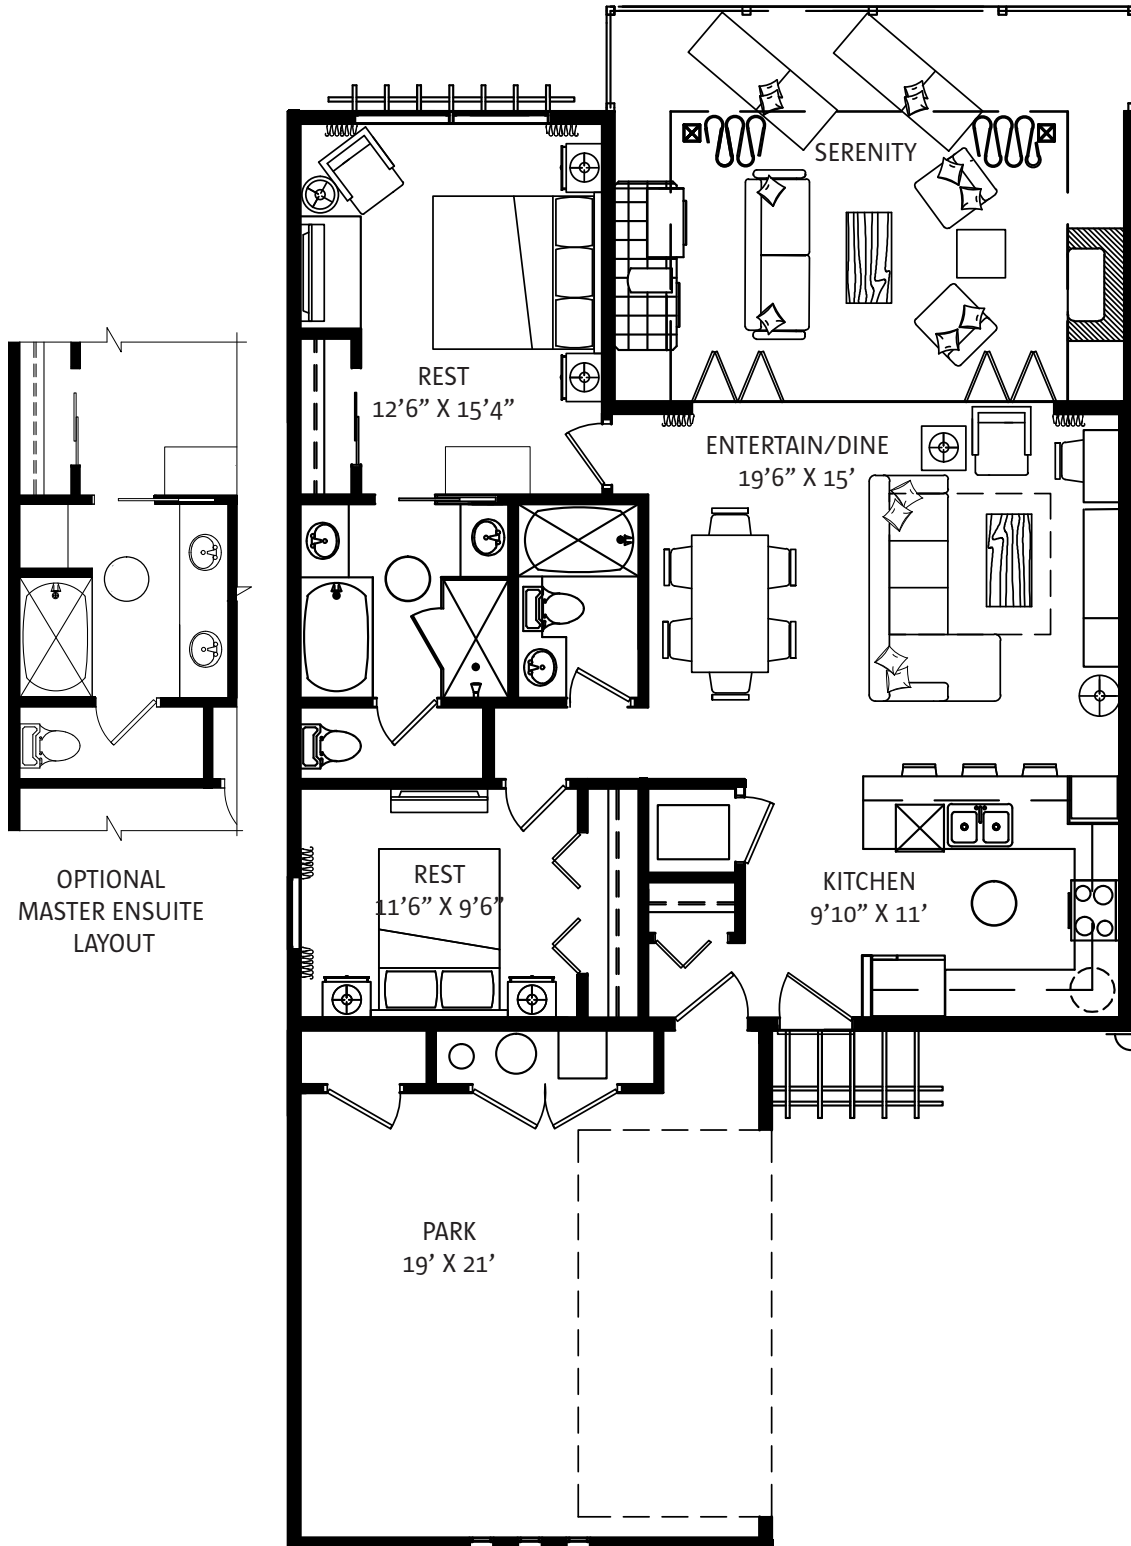 SERENITY
REST
12’6” X 15’4”
ENTERTAIN/DINE
19’6” X 15’
OPTIONAL
MASTER ENSUITE
LAYOUT
REST
11’6” X 9’6”
KITCHEN
9’10” X 11’
PARK
19’ X 21’